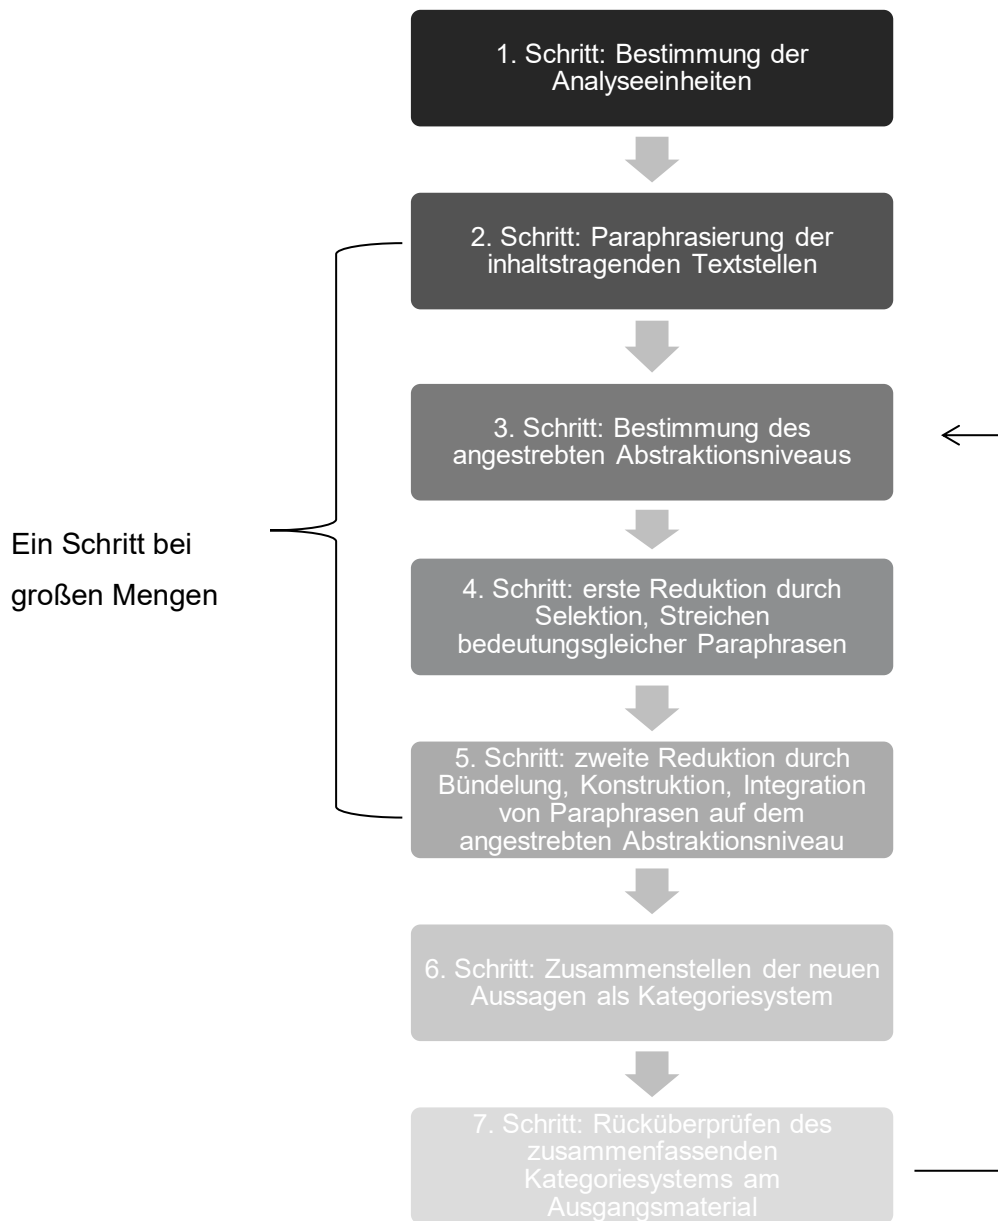 1. Schritt: Bestimmung der
Analyseeinheiten
2. Schritt: Paraphrasierung der
inhaltstragenden Textstellen
3. Schritt: Bestimmung des
angestrebten Abstraktionsniveaus
Ein Schritt bei
großen Mengen
4. Schritt: erste Reduktion durch
Selektion, Streichen
bedeutungsgleicher Paraphrasen
5. Schritt: zweite Reduktion durch
Bündelung, Konstruktion, Integration
von Paraphrasen auf dem
angestrebten Abstraktionsniveau
6. Schritt: Zusammenstellen der neuen
Aussagen als Kategoriesystem
7. Schritt: Rücküberprüfen des
zusammenfassenden
Kategoriesystems am
Ausgangsmaterial